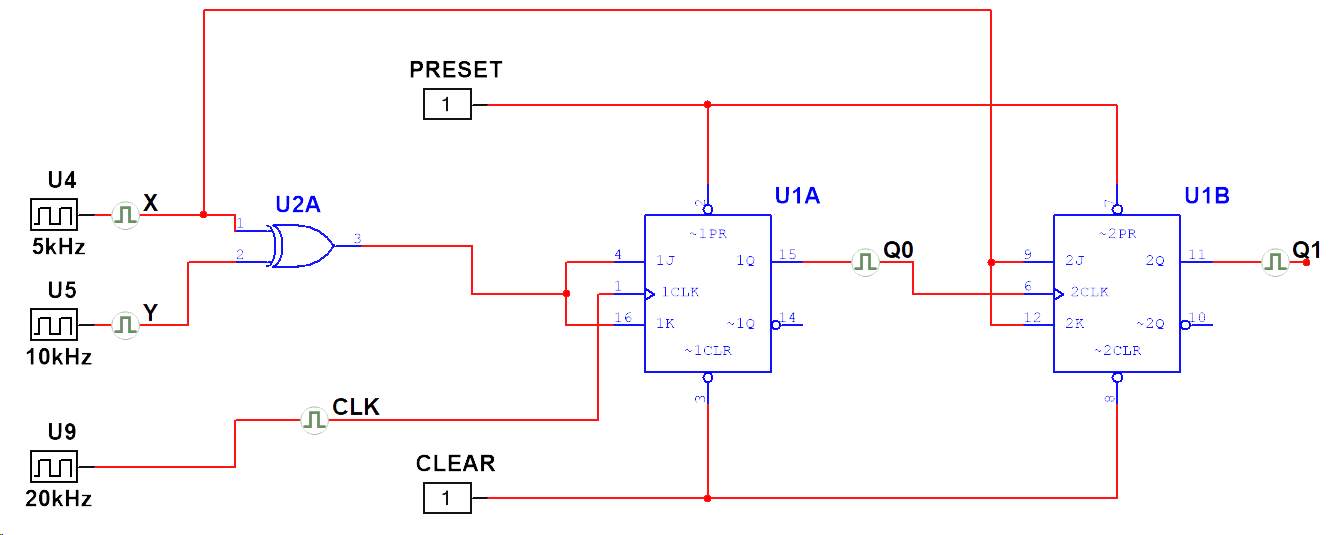 PRESET
1
U4
X
5kHz
U2A
1
2
3
U5
Y
10kHz
U9
20kHz
CLK
CLEAR
1
U1A
2
~1PR
4
1J
1Q
15
1
1CLK
16
1K
~1Q
14
~1CLR
3
Q0
U1B
7
~2PR
9
2J
2Q
11
6
2CLK
12
2K
~2Q
10
~2CLR
8
Q1